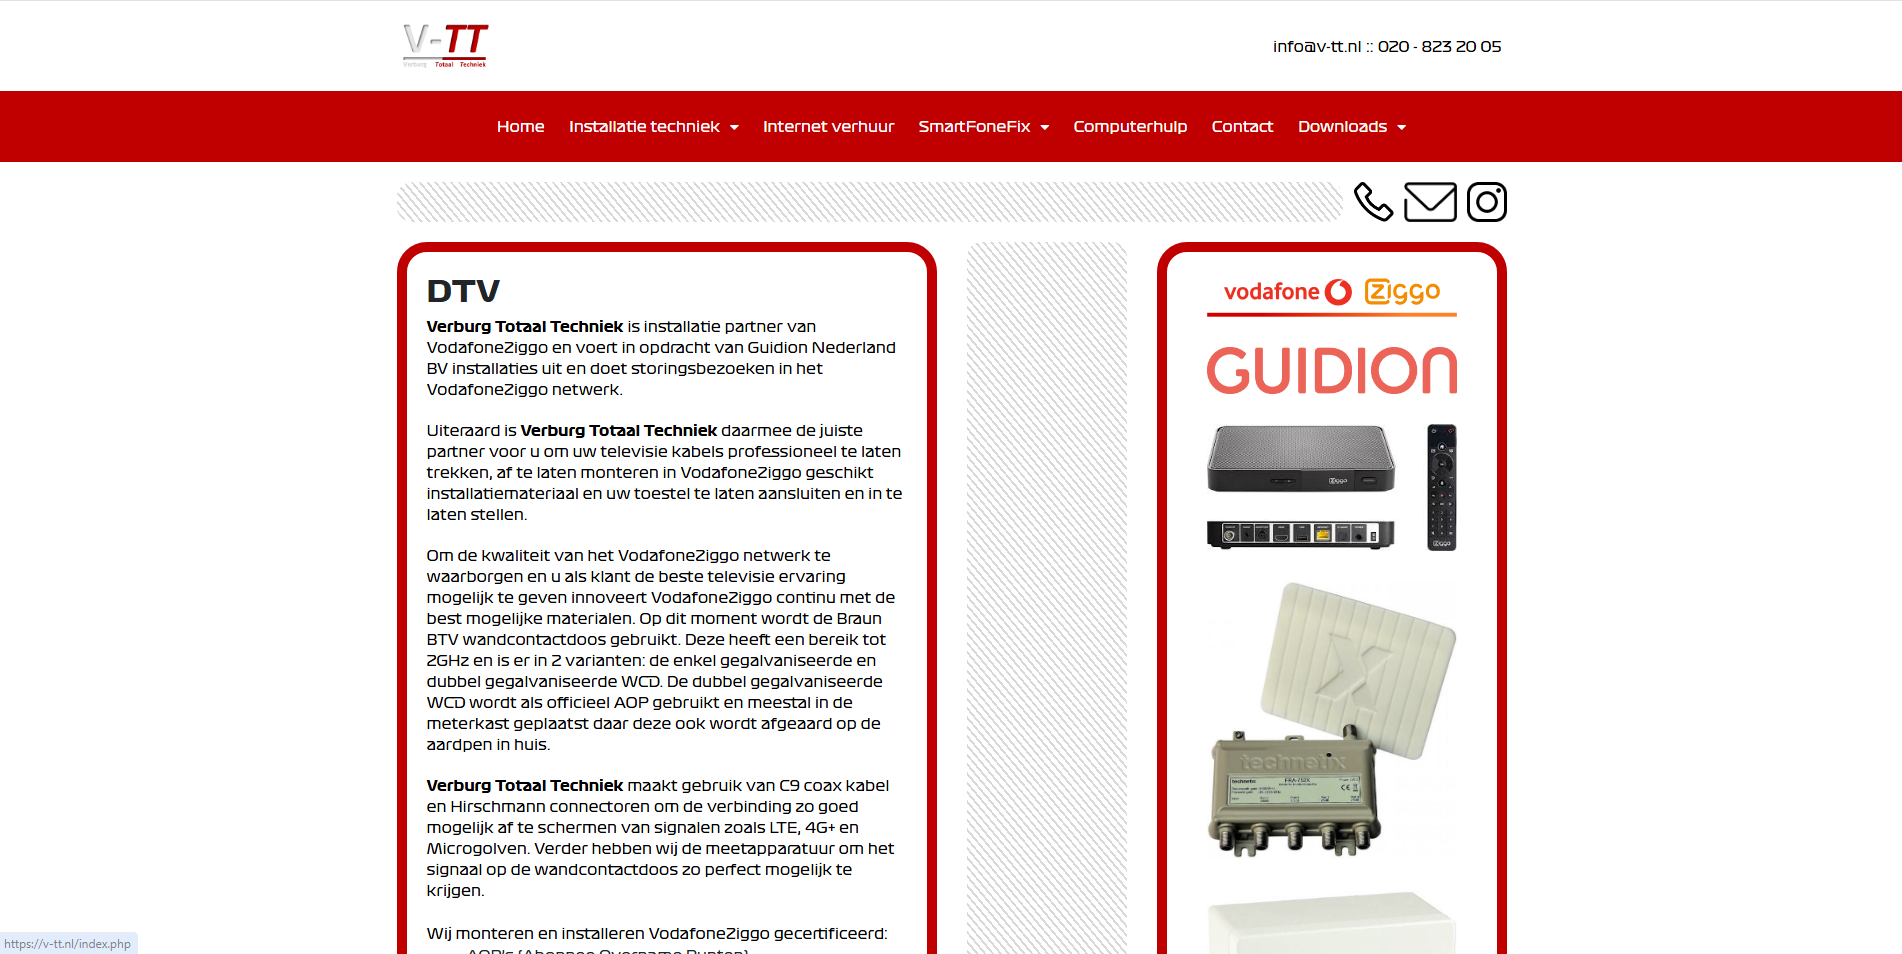 V-TT
Verburg Totaal Techniek
info@v-tt.nl :: 020 - 823 20 05
Home Installatie techniek Internet verhuur SmartFoneFix Computerhulp Contact Downloads
DTV
Verburg Totaal Techniek is installatie partner van
VodafoneZiggo en voert in opdracht van Guidion Nederland
BV installaties uit en doet storingsbezoeken in het
VodafoneZiggo netwerk.
Uiteraard is Verburg Totaal Techniek daarmee de juiste
partner voor u om uw televisie kabels professioneel te laten
trekken, af te laten monteren in VodafoneZiggo geschikt
installatiemateriaal en uw toestel te laten aansluiten en in te
laten stellen.
Om de kwaliteit van het VodafoneZiggo netwerk te
waarborgen en u als klant de beste televisie ervaring
mogelijk te geven innoveert VodafoneZiggo continu met de
best mogelijke materialen. Op dit moment wordt de Braun
BTV wandcontactdoos gebruikt. Deze heeft een bereik tot
2GHz en is er in 2 varianten: de enkel gegalvaniseerde en
dubbel gegalvaniseerde WCD. De dubbel gegalvaniseerde
WCD wordt als officieel AOP gebruikt en meestal in de
meterkast geplaatst daar deze ook wordt afgeaard op de
aardpen in huis.
Verburg Totaal Techniek maakt gebruik van C9 coax kabel
en Hirschmann connectoren om de verbinding zo goed
mogelijk af te schermen van signalen zoals LTE, 4G+ en
Microgolven. Verder hebben wij de meetapparatuur om het
signaal op de wandcontactdoos zo perfect mogelijk te
krijgen.
Wij monteren en installeren VodafoneZiggo gecertificeerd:
AOP's (Abonnee Overname Punten)
vodafone Ziggo
GUIDION
Ziggo
Ziggo
technetix
technetix FRA-752X
https://v-tt.nl/index.php